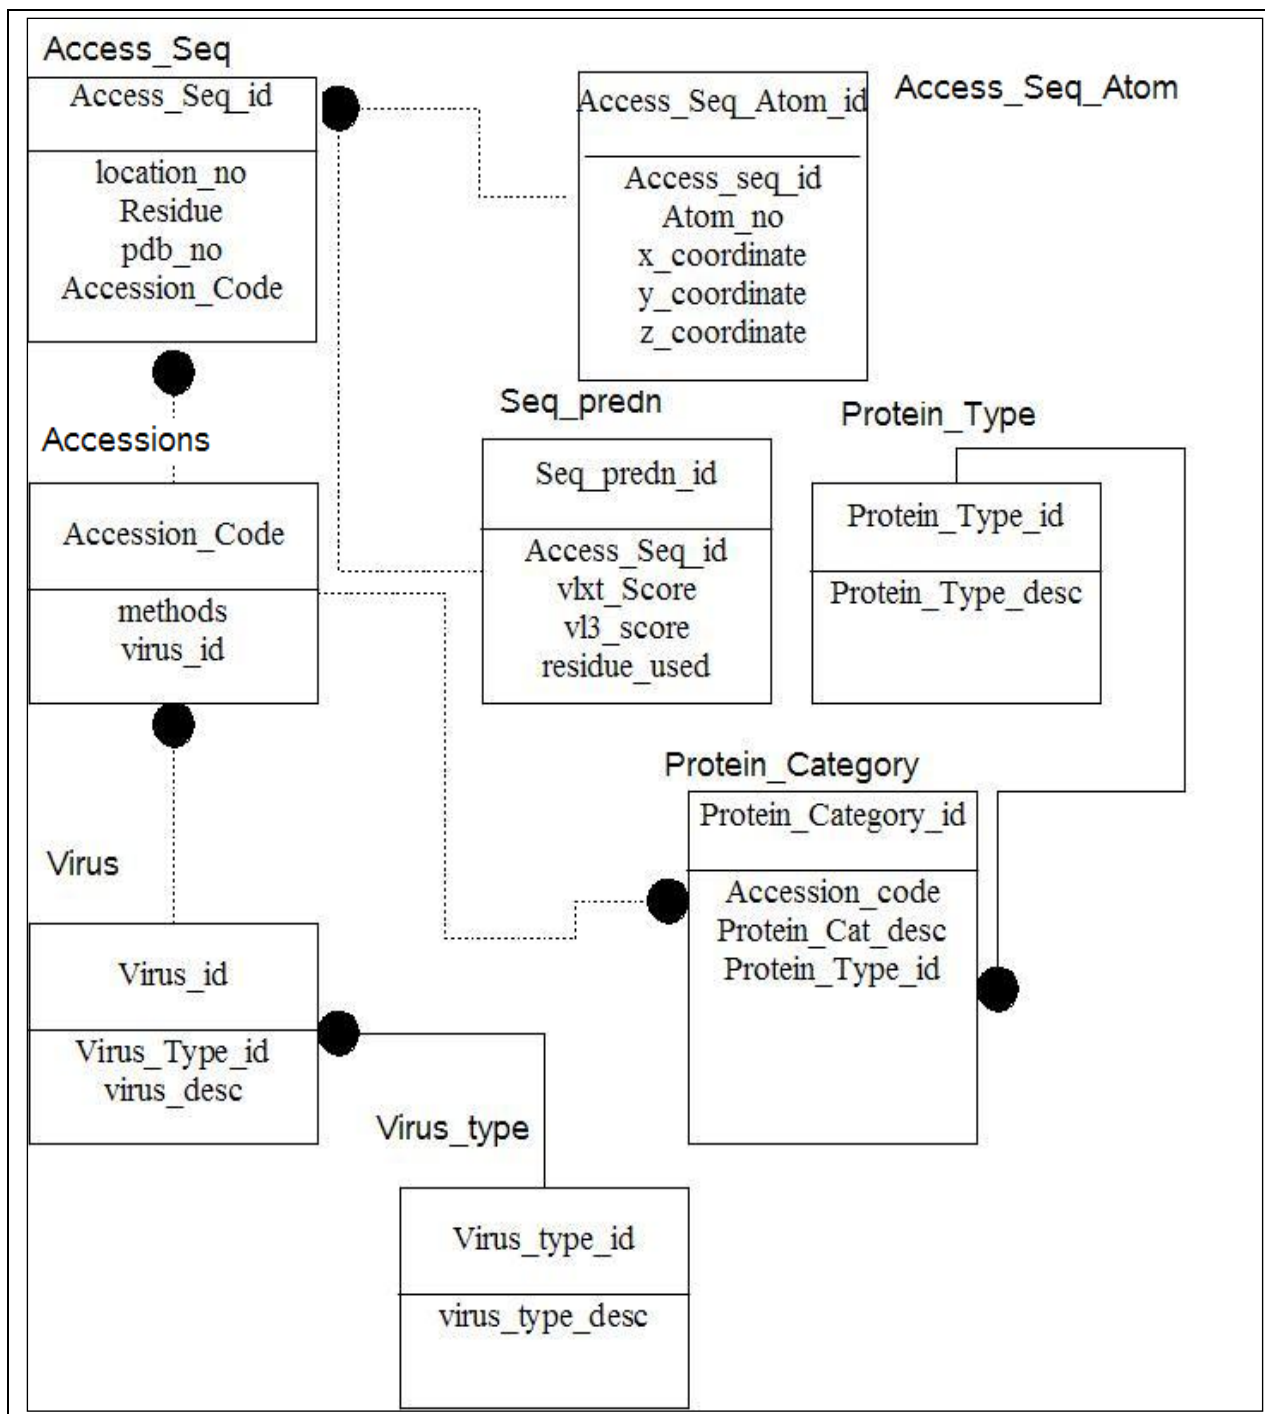 Access_Seq
Access_Seq_id
location_no
Residue
pdb_no
Accession_Code
Access_Seq_Atom
Access_Seq_Atom_id
Access_seq_id
Atom_no
x_coordinate
y_coordinate
z_coordinate
Accessions
Accession_Code
methods
virus_id
Seq_predn
Seq_predn_id
Access_Seq_id
vlxt_Score
vl3_score
residue_used
Protein_Type
Protein_Type_id
Protein_Type_desc
Protein_Category
Protein_Category_id
Accession_code
Protein_Cat_desc
Protein_Type_id
Virus
Virus_id
Virus_Type_id
virus_desc
Virus_type
Virus_type_id
virus_type_desc